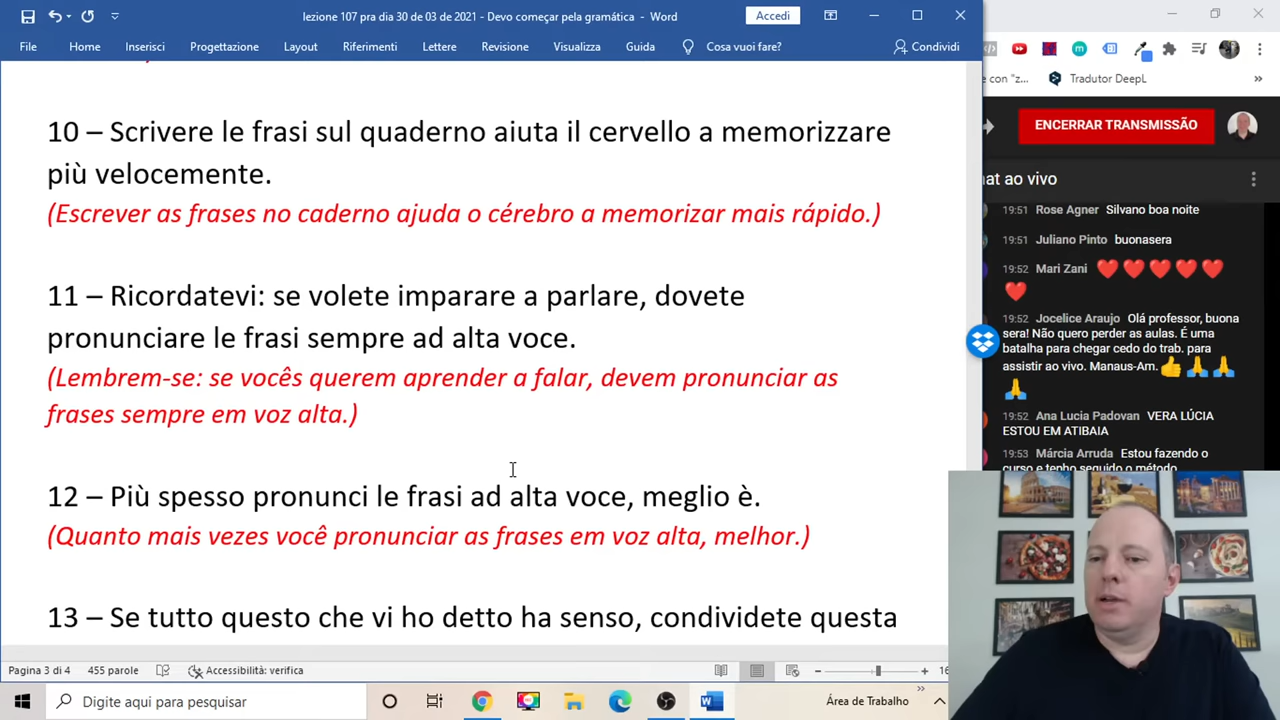 lezione 107 pra dia 30 de 03 de 2021 - Devo começar pela gramática - Word
Accedi
File Home Inserisci Progettazione Layout Riferimenti Lettere Revisione Visualizza Guida Cosa vuoi fare? Condividi
10 – Scrivere le frasi sul quaderno aiuta il cervello a memorizzare
più velocemente.
(Escrever as frases no caderno ajuda o cérebro a memorizar mais rápido.)
11 – Ricordatevi: se volete imparare a parlare, dovete
pronunciare le frasi sempre ad alta voce.
(Lembrem-se: se vocês querem aprender a falar, devem pronunciar as
frases sempre em voz alta.)
12 – Più spesso pronunci le frasi ad alta voce, meglio è.
(Quanto mais vezes você pronunciar as frases em voz alta, melhor.)
13 – Se tutto questo che vi ho detto ha senso, condividete questa
Pagina 3 di 4 455 parole Accessibilità: verifica
Digite aqui para pesquisar
Área de Trabalho
con "z...
Tradutor DeepL
ENCERRAR TRANSMISSÃO
at ao vivo
19:51 Rose Agner Silvano boa noite
19:51 Juliano Pinto buonasera
19:52 Mari Zani
19:52 Jocelice Araujo Olá professor, buona
sera! Não quero perder as aulas. É uma
batalha para chegar cedo do trab. para
assistir ao vivo. Manaus-Am.
19:52 Ana Lucia Padovan VERA LÚCIA
ESTOU EM ATIBAIA
19:53 Márcia Arruda Estou fazendo o
curso e tenho seguido o método